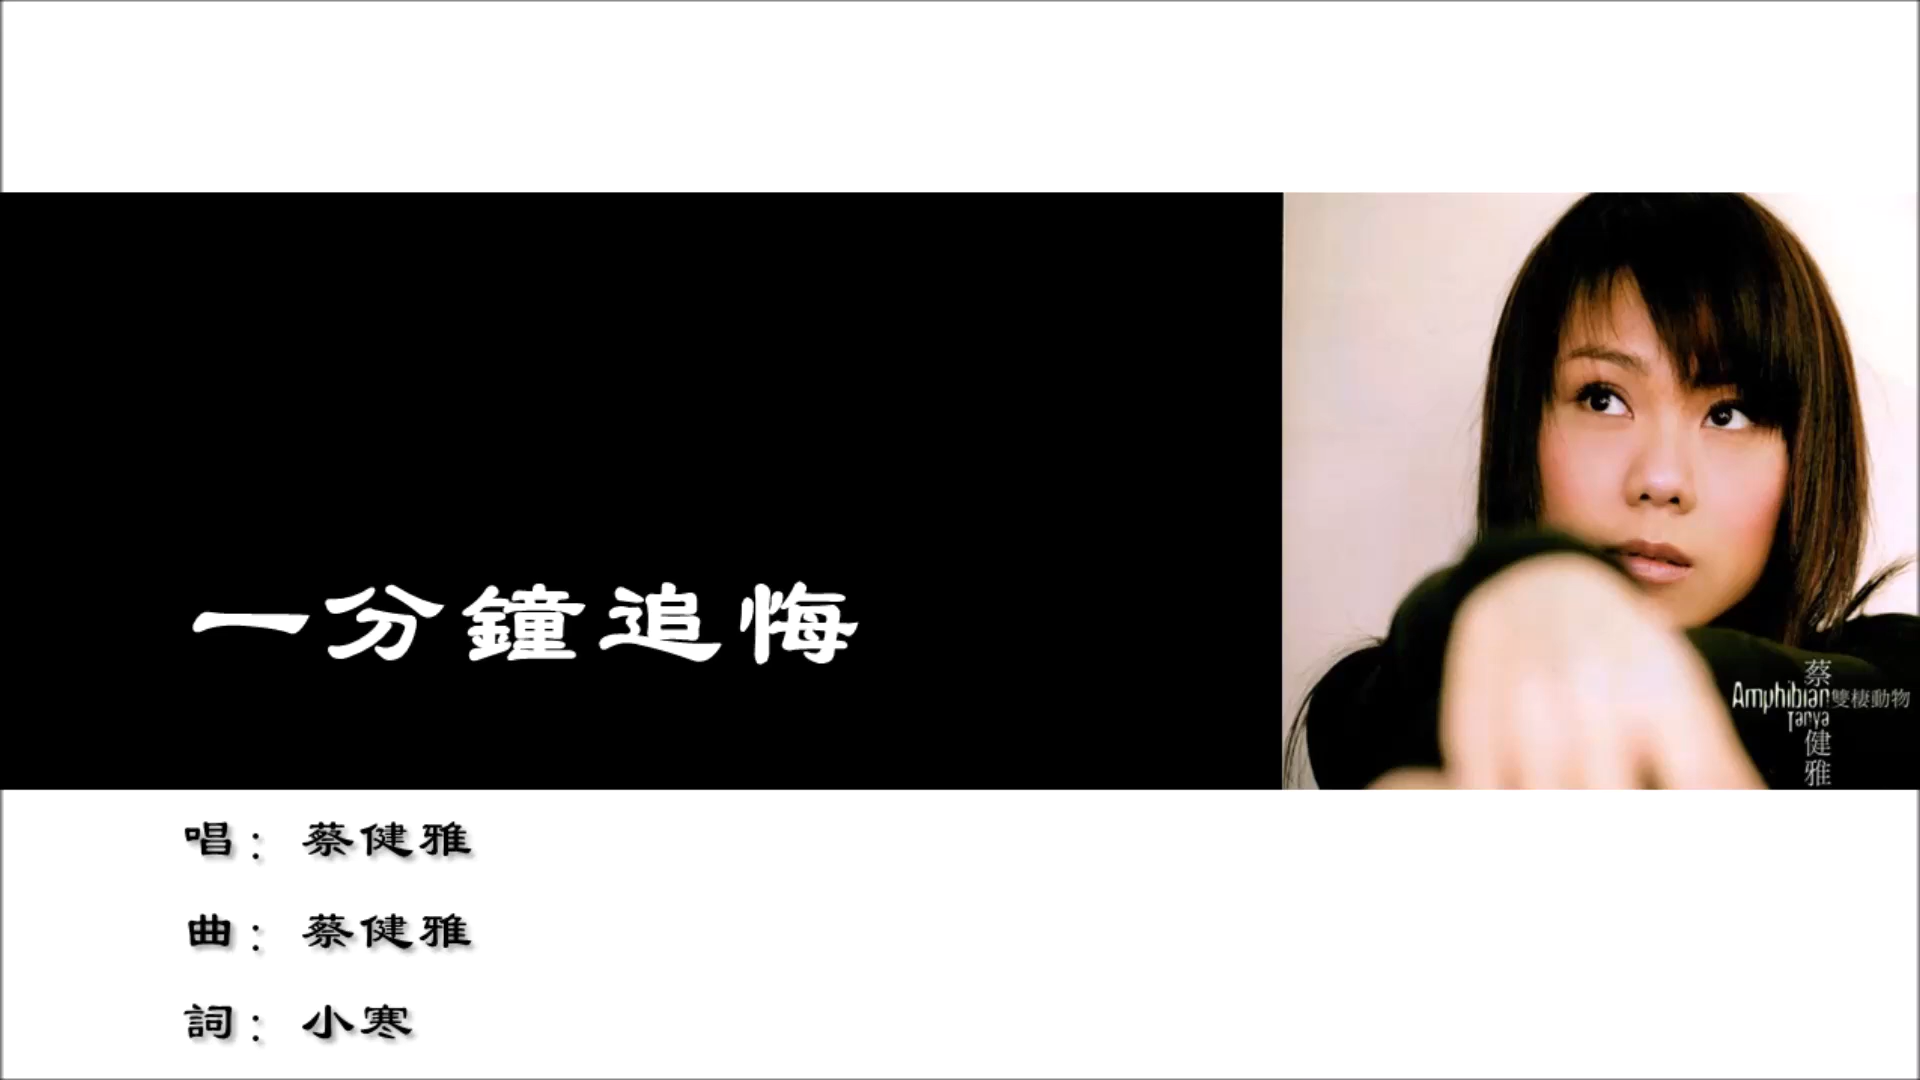 一分鐘追悔
蔡
Amphibian雙棲動物
Tanya
健
雅
唱：蔡健雅
曲：蔡健雅
詞：小寒